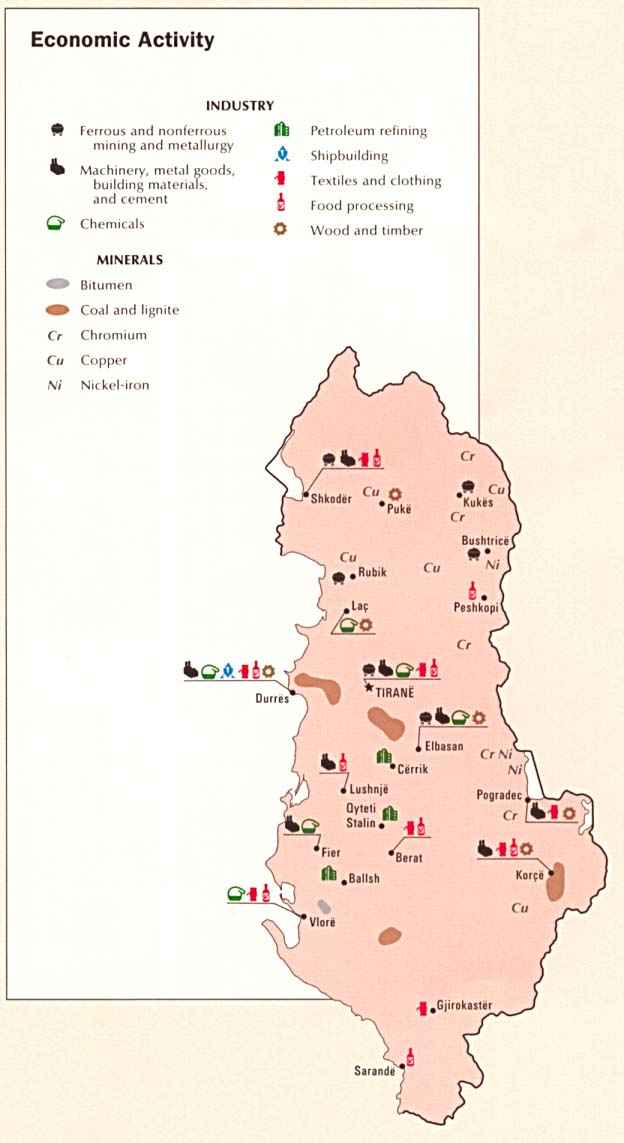 Economic Activity
INDUSTRY
Ferrous and nonferrous
mining and metallurgy
Machinery, metal goods,
building materials,
and cement
Chemicals
Petroleum refining
Shipbuilding
Textiles and clothing
Food processing
Wood and timber
MINERALS
Bitumen
Coal and lignite
Cr Chromium
Cu Copper
Ni Nickel-iron
Cr
Shkodër
Cu
Pukë
Cu
Kukës
Cr
Bushtricë
Cu
Rubik
Cu
Ni
Laç
Peshkopi
Cr
Durrës
TIRANË
Elbasan
Cr Ni
Cërrik
Ni
Lushnjë
Pogradec
Qyteti
Stalin
Cr
Fier
Berat
Ballsh
Korçë
Vlorë
Cu
Gjirokastër
Sarandë